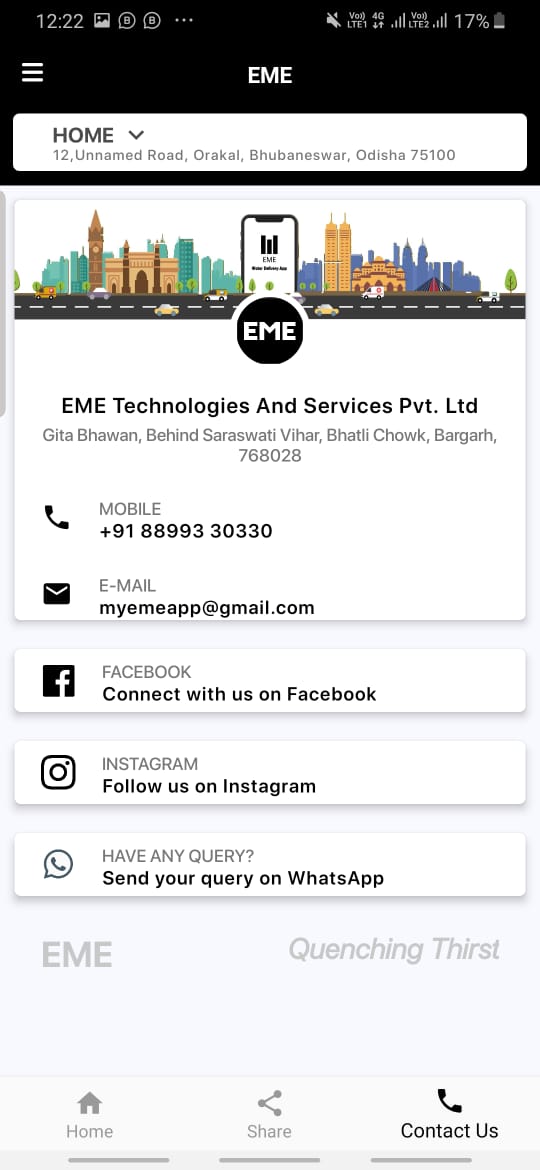 12:22
Vo)) 4G Vo)) 17%
LTE1 LTE2
EME
HOME
12,Unnamed Road, Orakal, Bhubaneswar, Odisha 75100
EME
Water Delivery App
EME
EME Technologies And Services Pvt. Ltd
Gita Bhawan, Behind Saraswati Vihar, Bhatli Chowk, Bargarh,
768028
MOBILE
+91 88993 30330
E-MAIL
myemeapp@gmail.com
FACEBOOK
Connect with us on Facebook
INSTAGRAM
Follow us on Instagram
HAVE ANY QUERY?
Send your query on WhatsApp
EME Quenching Thirst
Home Share Contact Us